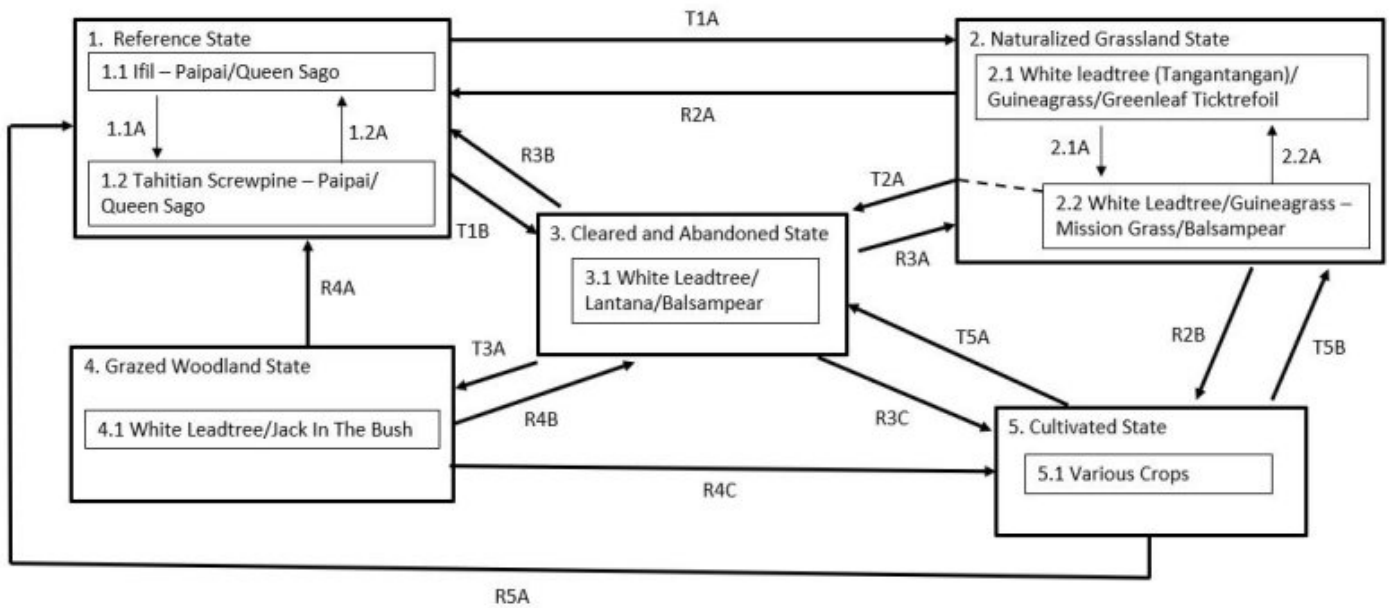 T1A
1. Reference State
1.1 Ifil – Paipai/Queen Sago
1.1A
1.2A
1.2 Tahitian Screwpine – Paipai/
Queen Sago
2. Naturalized Grassland State
2.1 White leadtree (Tangantangan)/
Guineagrass/Greenleaf Ticktrefoil
2.1A
2.2A
2.2 White Leadtree/Guineagrass –
Mission Grass/Balsampear
R2A
R3B
T1B
T2A
R3A
3. Cleared and Abandoned State
3.1 White Leadtree/
Lantana/Balsampear
R4A
T3A
R4B
T5A
R3C
R2B
T5B
4. Grazed Woodland State
4.1 White Leadtree/Jack In The Bush
R4C
5. Cultivated State
5.1 Various Crops
R5A